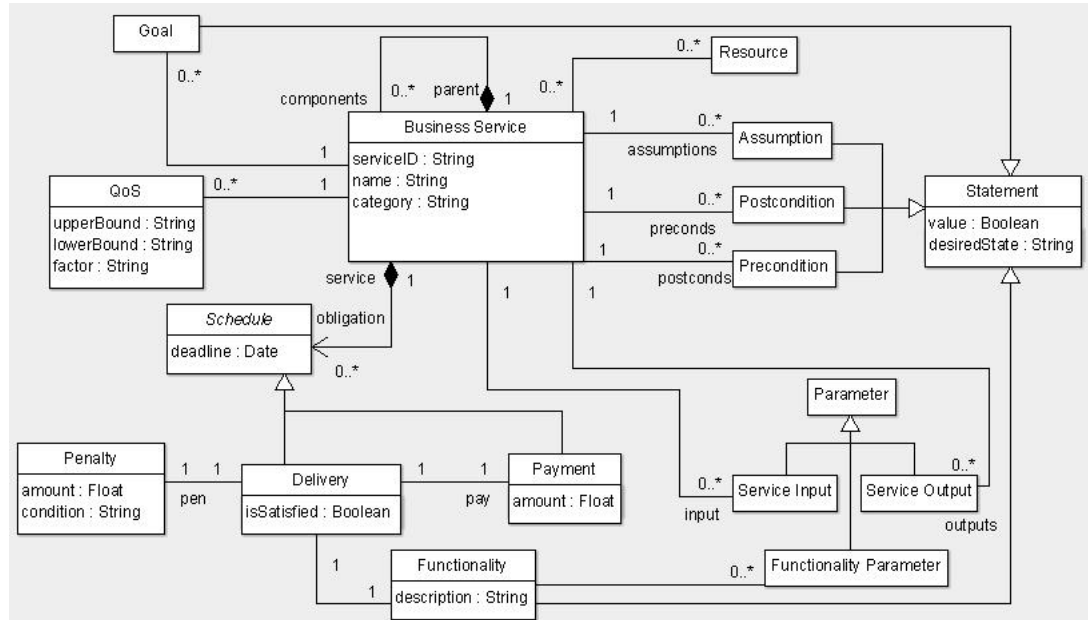 Goal
0..*
0..*
Resource
components
0..*
parent
1
0..*
Business Service
serviceID : String
name : String
category : String
1
0..*
assumptions
Assumption
1
0..*
preconds
Postcondition
1
0..*
postconds
Precondition
Statement
value : Boolean
desiredState : String
1
0..*
1
QoS
upperBound : String
lowerBound : String
factor : String
service
1
1
1
Schedule
deadline : Date
obligation
0..*
Parameter
Penalty
amount : Float
condition : String
1
1
pen
Delivery
isSatisfied : Boolean
1
1
pay
Payment
amount : Float
0..*
input
Service Input
Service Output
0..*
outputs
1
1
Functionality
description : String
0..*
Functionality Parameter